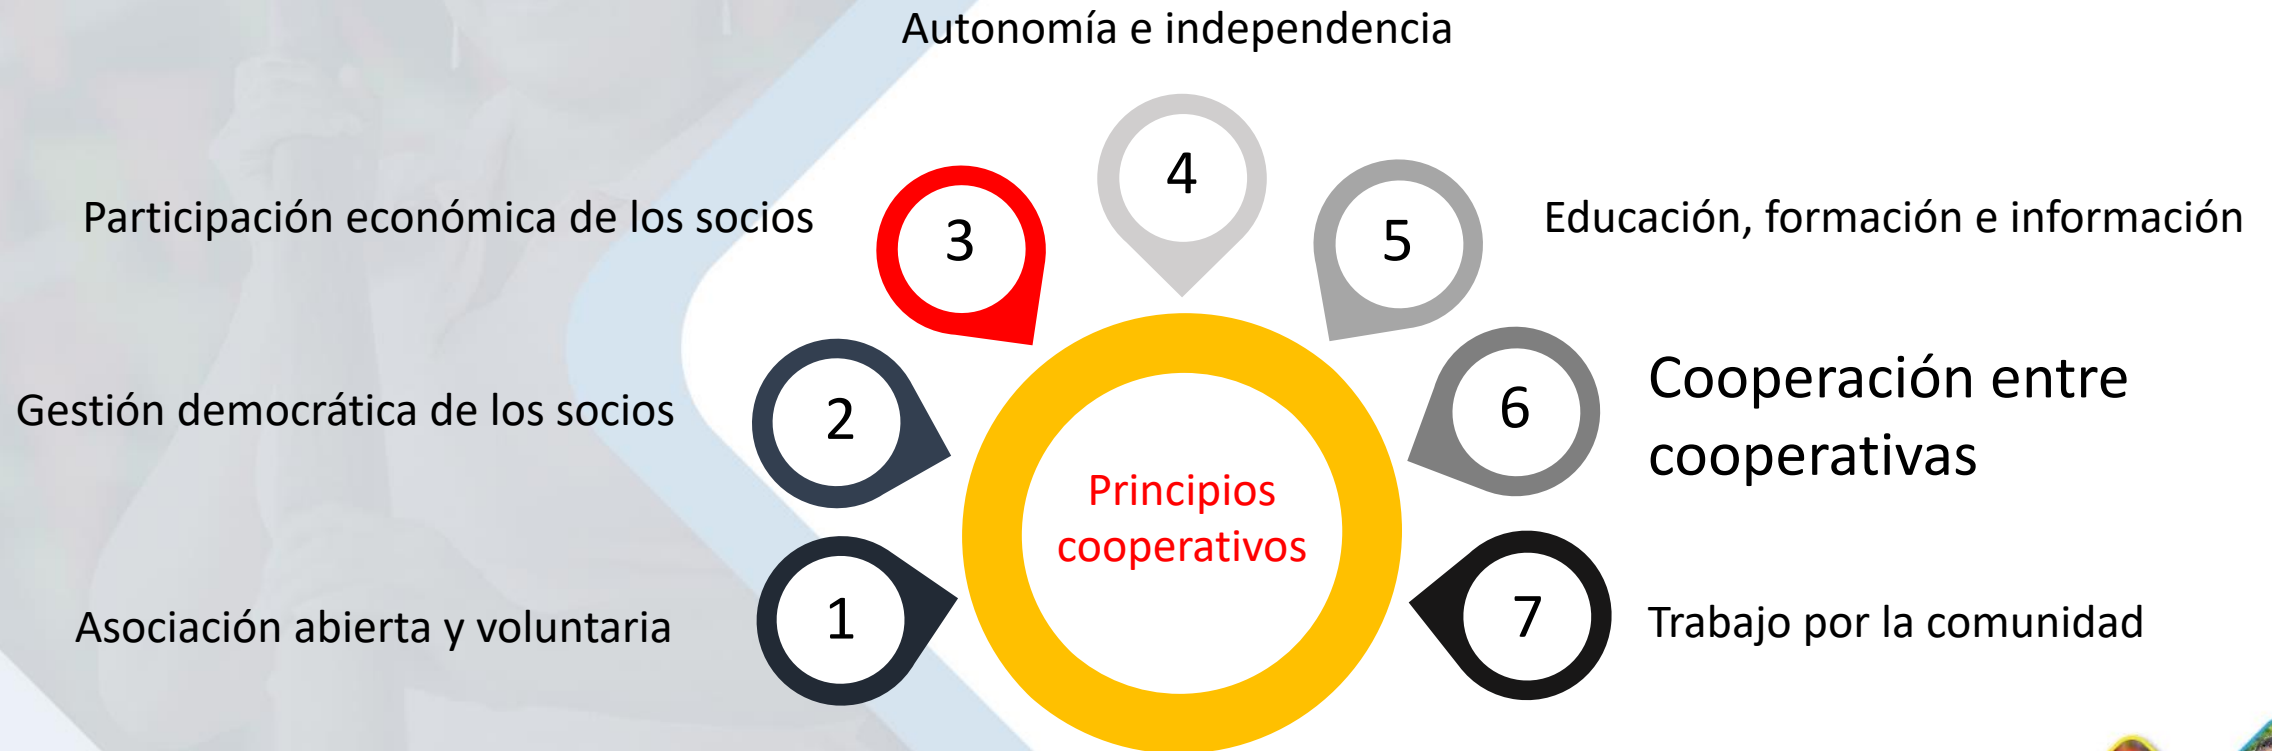 Autonomía e independencia
4
Participación económica de los socios
3
5
Educación, formación e información
Gestión democrática de los socios
2
6
Cooperación entre
cooperativas
Principios
cooperativos
Asociación abierta y voluntaria
1
7
Trabajo por la comunidad